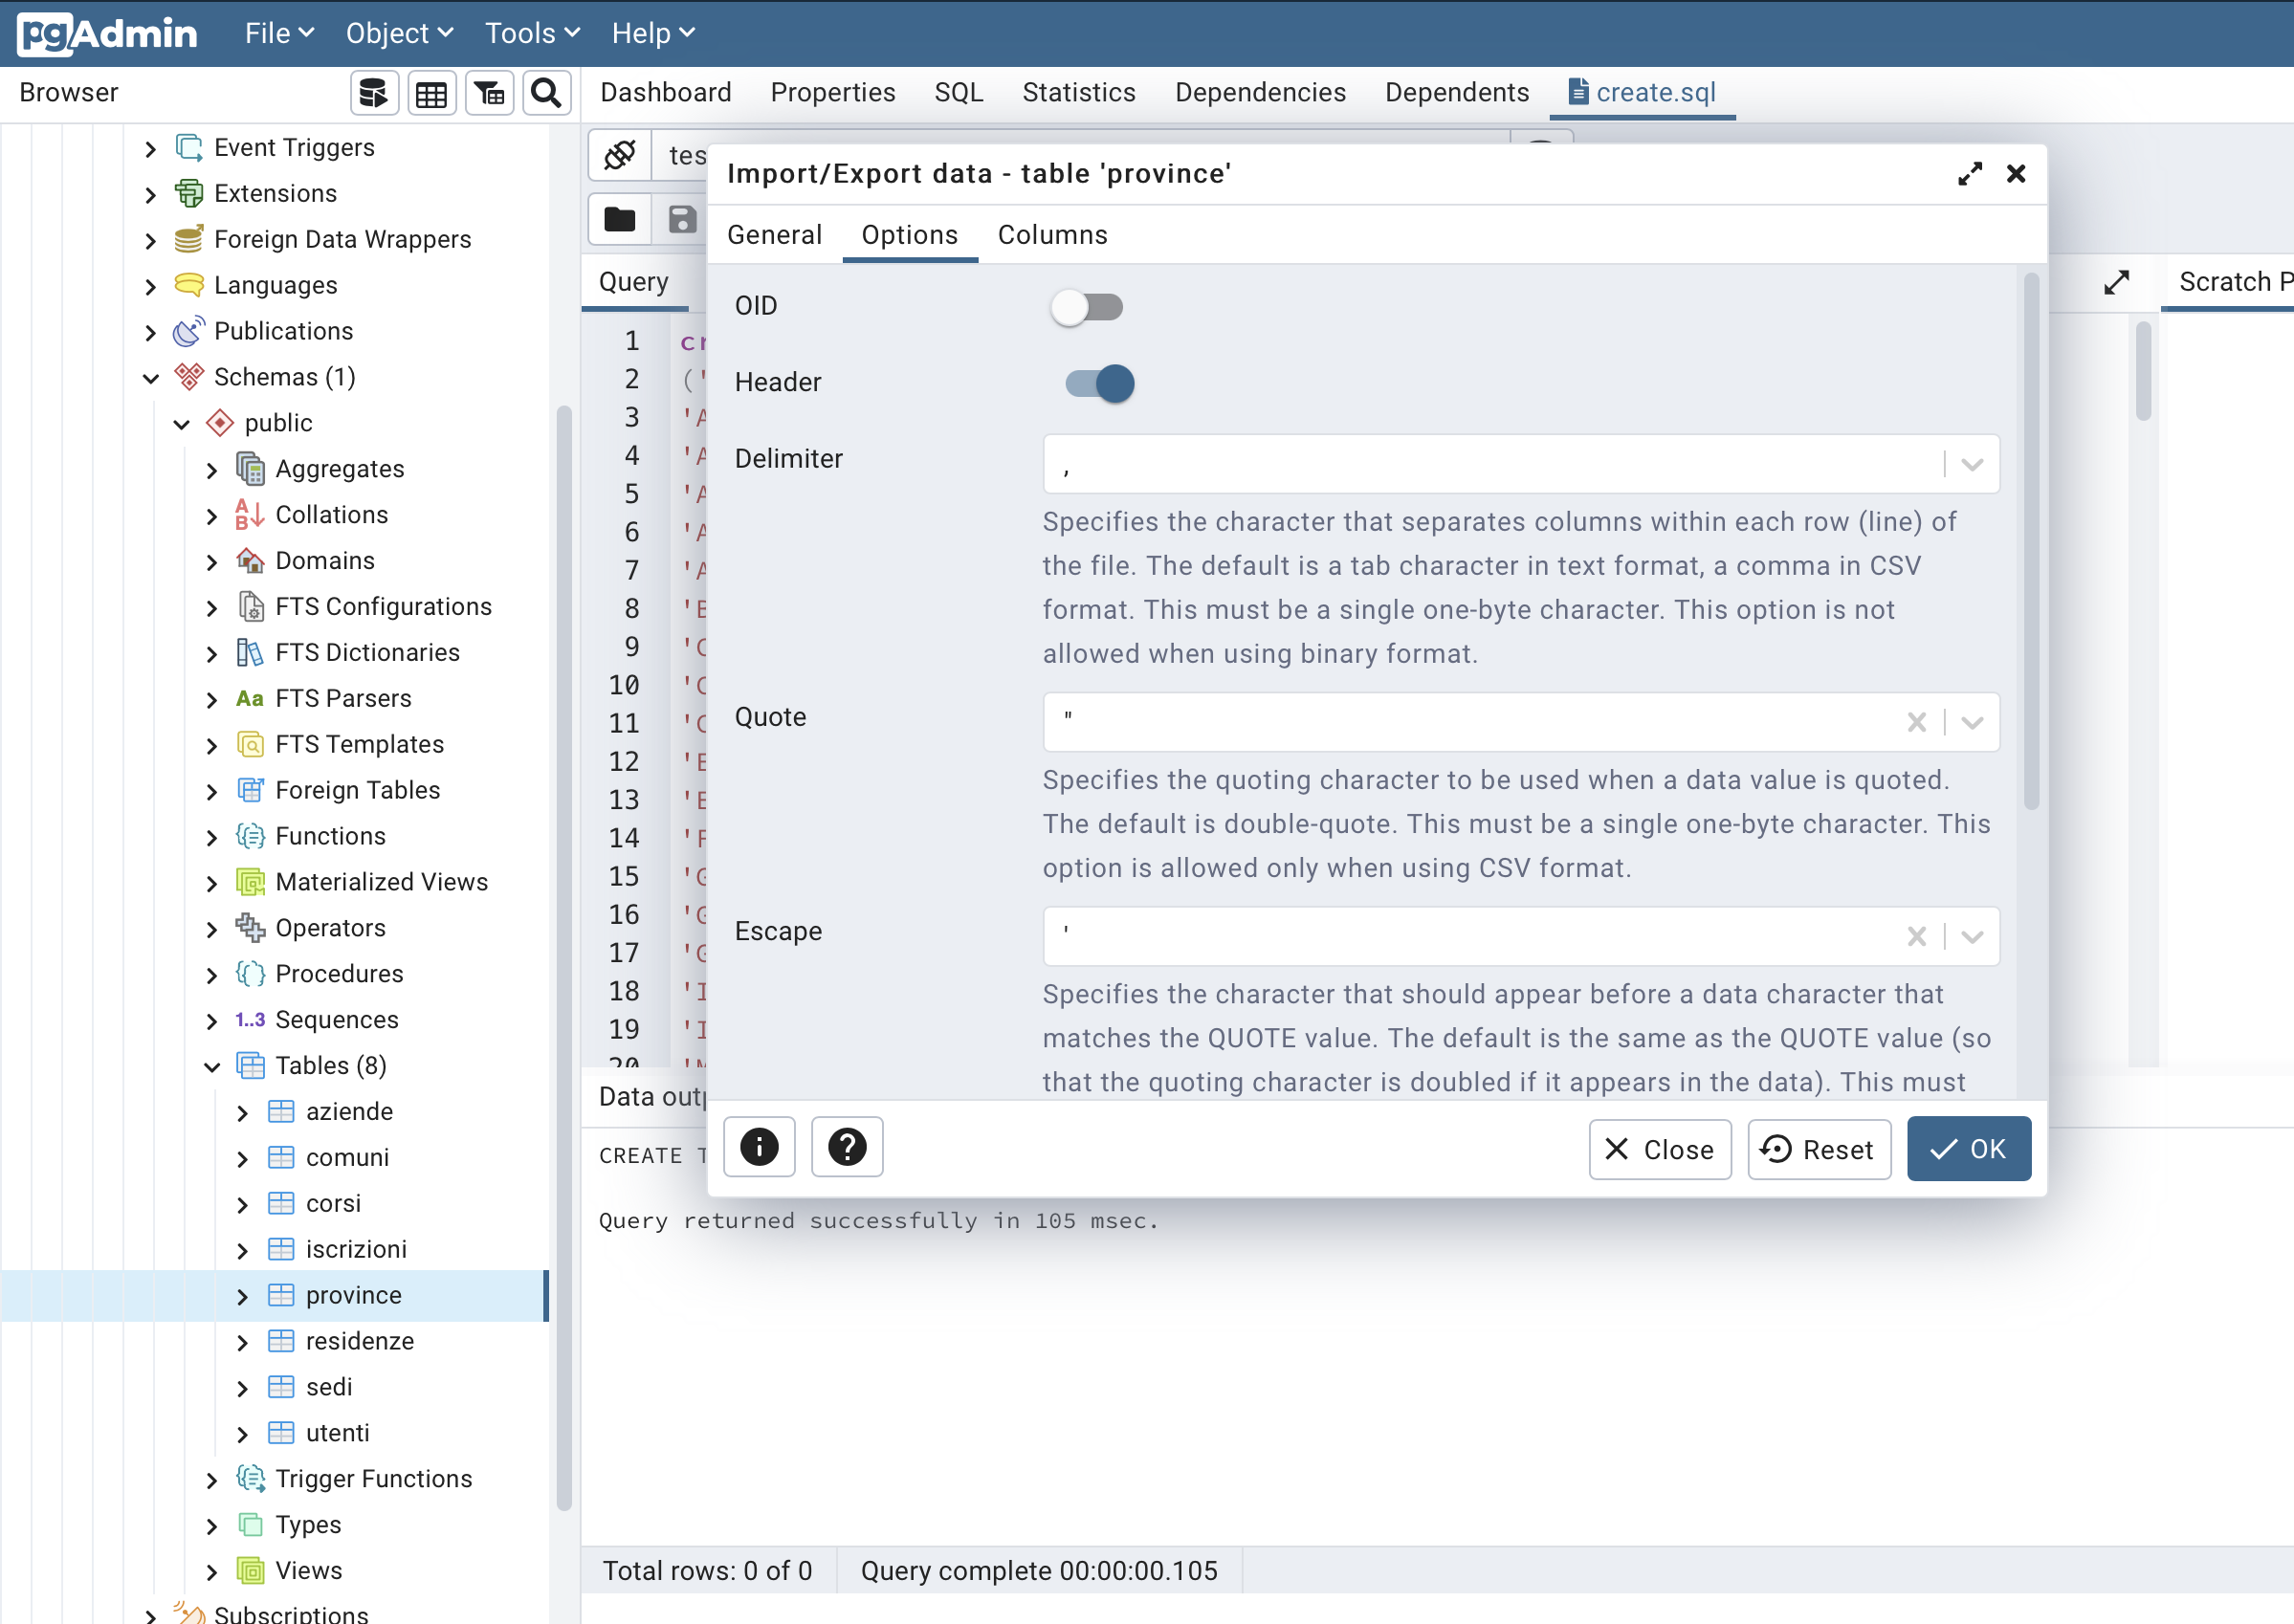 pgAdmin File Object Tools Help
Browser
Dashboard Properties SQL Statistics Dependencies Dependents create.sql
Event Triggers
Extensions
Foreign Data Wrappers
Languages
Publications
Schemas (1)
public
Aggregates
Collations
Domains
FTS Configurations
FTS Dictionaries
Aa FTS Parsers
FTS Templates
Foreign Tables
Functions
Materialized Views
Operators
Procedures
1..3 Sequences
Tables (8)
aziende
comuni
corsi
iscrizioni
province
residenze
sedi
utenti
Trigger Functions
Types
Views
Subscriptions
Query
Scratch P
1
2
3
4
5
6
7
8
9
10
11
12
13
14
15
16
17
18
19
20
Import/Export data - table 'province'
General Options Columns
OID
Header
Delimiter
,
Specifies the character that separates columns within each row (line) of
the file. The default is a tab character in text format, a comma in CSV
format. This must be a single one-byte character. This option is not
allowed when using binary format.
Quote
"
Specifies the quoting character to be used when a data value is quoted.
The default is double-quote. This must be a single one-byte character. This
option is allowed only when using CSV format.
Escape
'
Specifies the character that should appear before a data character that
matches the QUOTE value. The default is the same as the QUOTE value (so
that the quoting character is doubled if it appears in the data). This must
Close Reset OK
Data outp
CREATE T
Query returned successfully in 105 msec.
Total rows: 0 of 0 Query complete 00:00:00.105